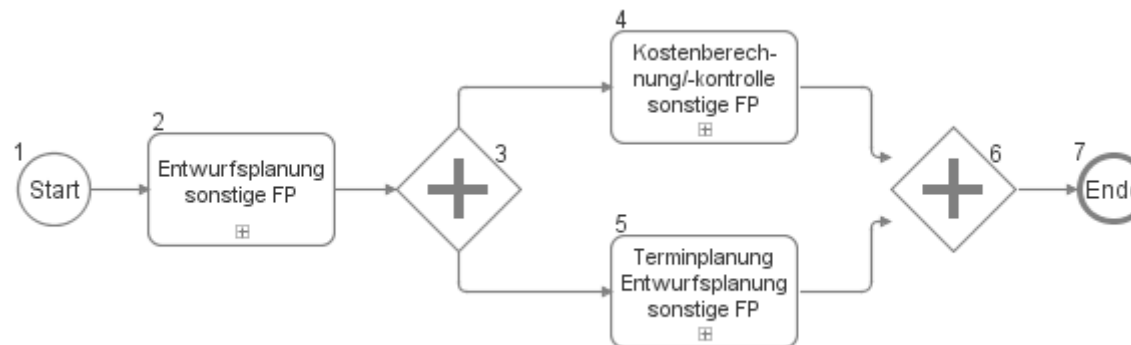 1
Start
2
Entwurfsplanung
sonstige FP
3
4
Kostenberech-
nung/-kontrolle
sonstige FP
5
Terminplanung
Entwurfsplanung
sonstige FP
6
7
Ende